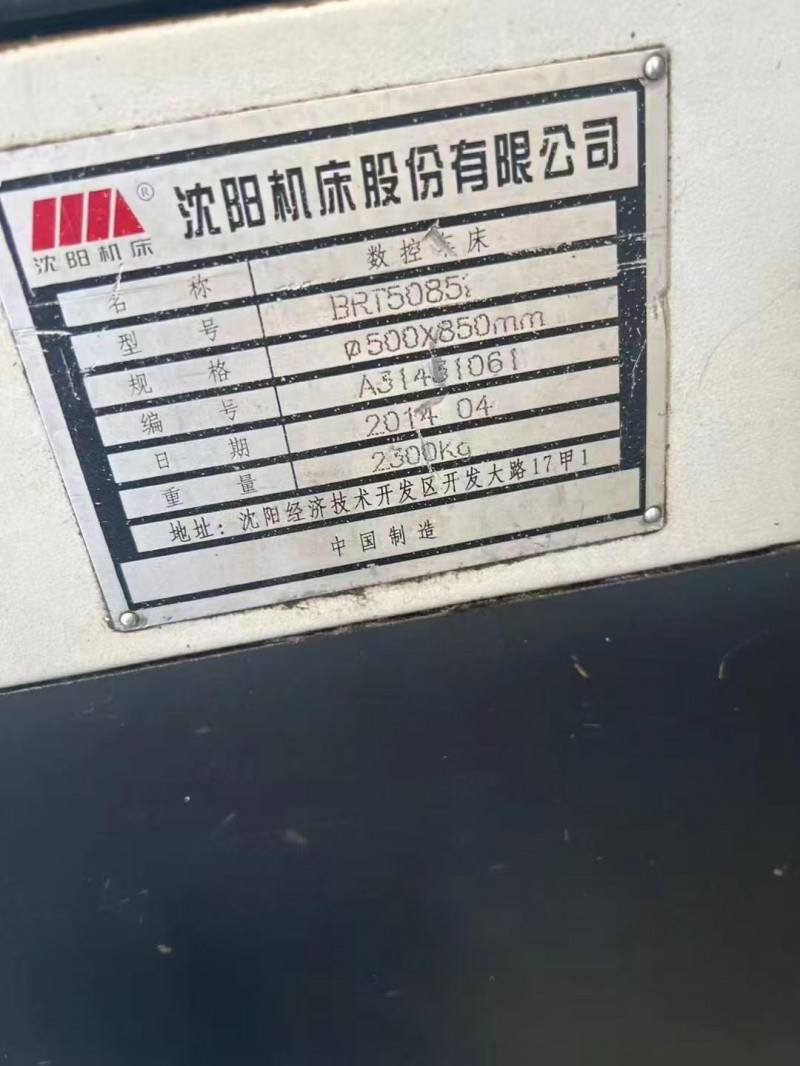 沈阳机床® 沈阳机床股份有限公司
名称 数控 床
型号 BRT5085i
规格 ø500X850mm
编号
日期 2014 04
重量 2300Kg
地址：沈阳经济技术开发区开发大路17甲1
中国制造